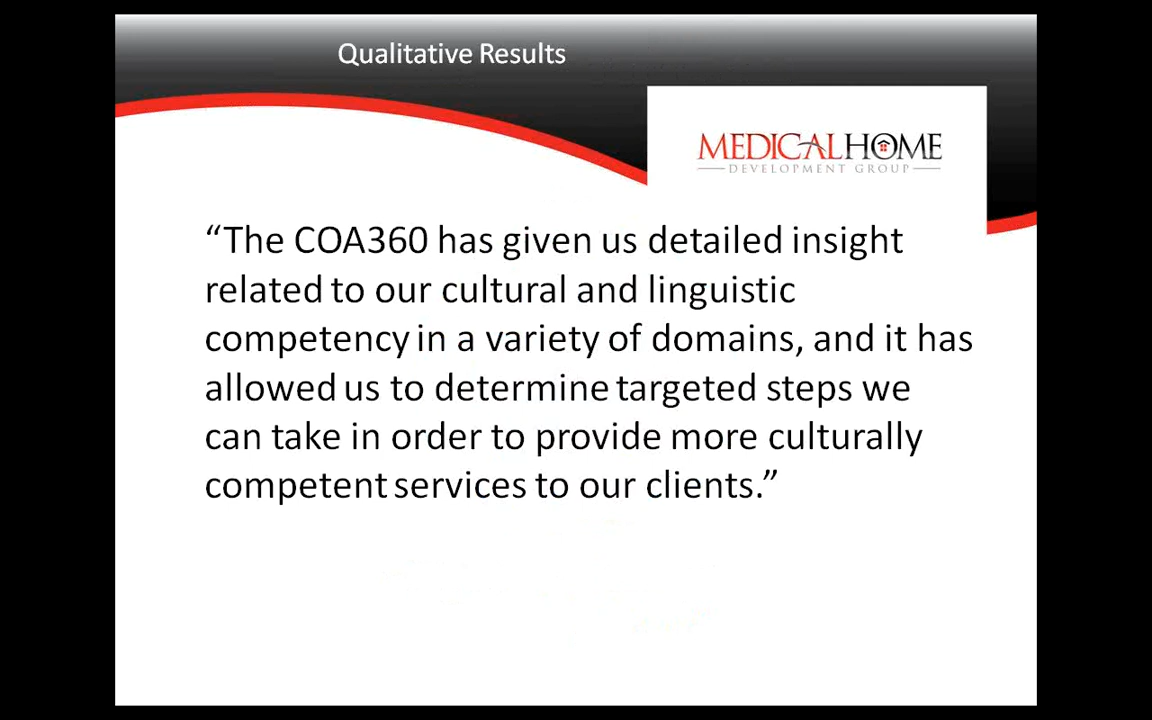 Qualitative Results
MEDICALHOME
DEVELOPMENT GROUP
“The COA360 has given us detailed insight
related to our cultural and linguistic
competency in a variety of domains, and it has
allowed us to determine targeted steps we
can take in order to provide more culturally
competent services to our clients.”